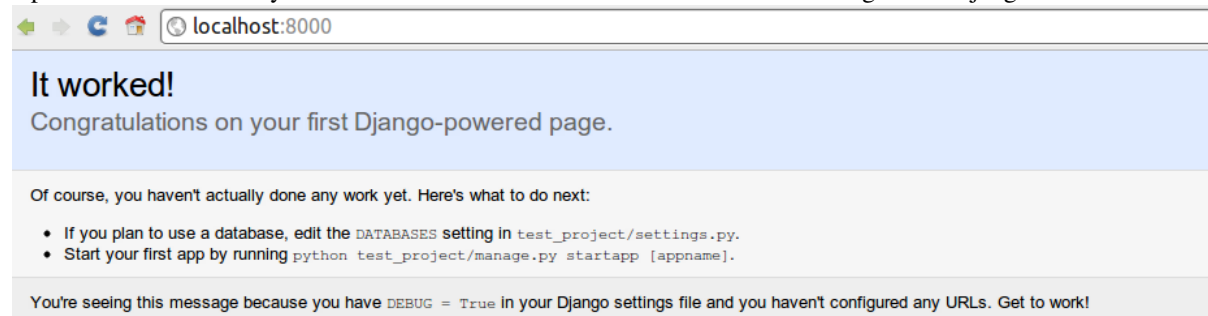 localhost:8000
It worked!
Congratulations on your first Django-powered page.
Of course, you haven't actually done any work yet. Here's what to do next:
If you plan to use a database, edit the DATABASES setting in test_project/settings.py.
Start your first app by running python test_project/manage.py startapp [appname].
You're seeing this message because you have DEBUG = True in your Django settings file and you haven't configured any URLs. Get to work!